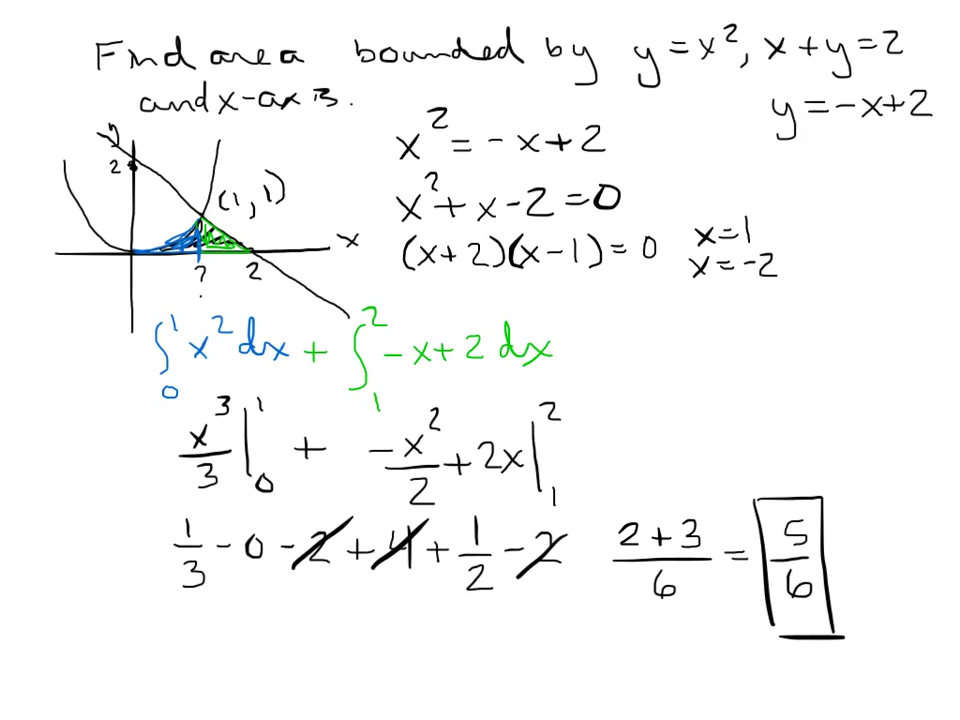 Find area bounded by y = x², x + y = 2
and x-axis.
y = -x + 2
x² = -x + 2
y
2
(1, 1)
x² + x - 2 = 0
x
? 2
(x + 2)(x - 1) = 0
x = 1
x = -2
∫₀¹ x² dx + ∫₁² -x + 2 dx
x³/3 |₀¹ + -x²/2 + 2x |₁²
1/3 - 0 - 2 + 4 + 1/2 - 2
(2 + 3)/6 = 5/6